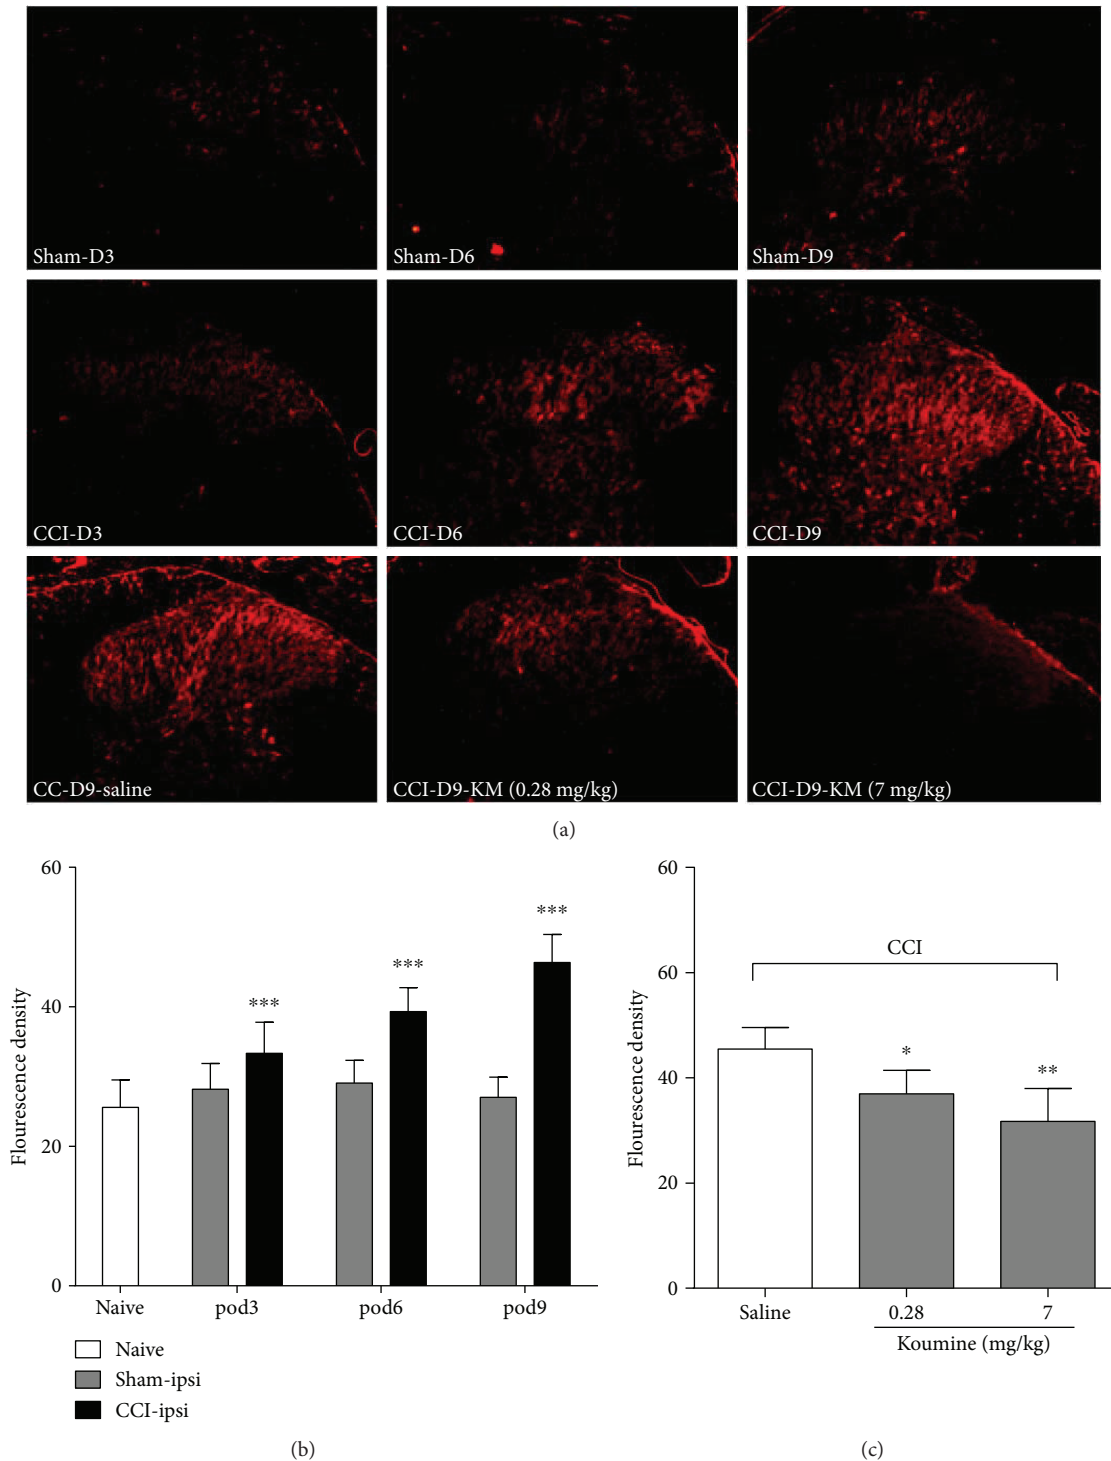 Sham-D3
Sham-D6
Sham-D9
CCI-D3
CCI-D6
CCI-D9
CC-D9-saline
CCI-D9-KM (0.28 mg/kg)
CCI-D9-KM (7 mg/kg)
(a)
Flourescence density
60
40
20
0
***
***
***
Naive
pod3
pod6
pod9
Naive
Sham-ipsi
CCI-ipsi
(b)
Flourescence density
60
40
20
0
CCI
*
**
Saline
0.28
7
Koumine (mg/kg)
(c)